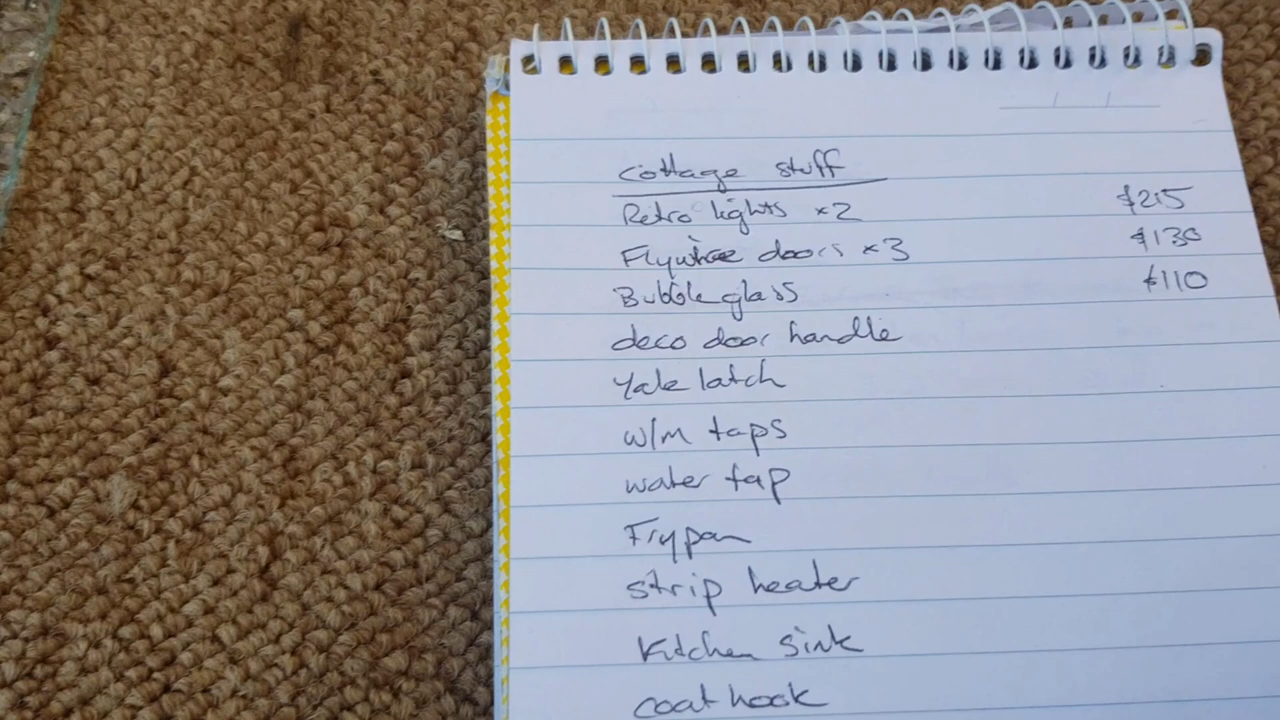 Cottage stuff
Retro lights x2 $215
Flywire doors x3 $130
Bubble glass $110
deco door handle
Yale latch
w/m taps
water tap
Frypan
strip heater
Kitchen sink
coat hook